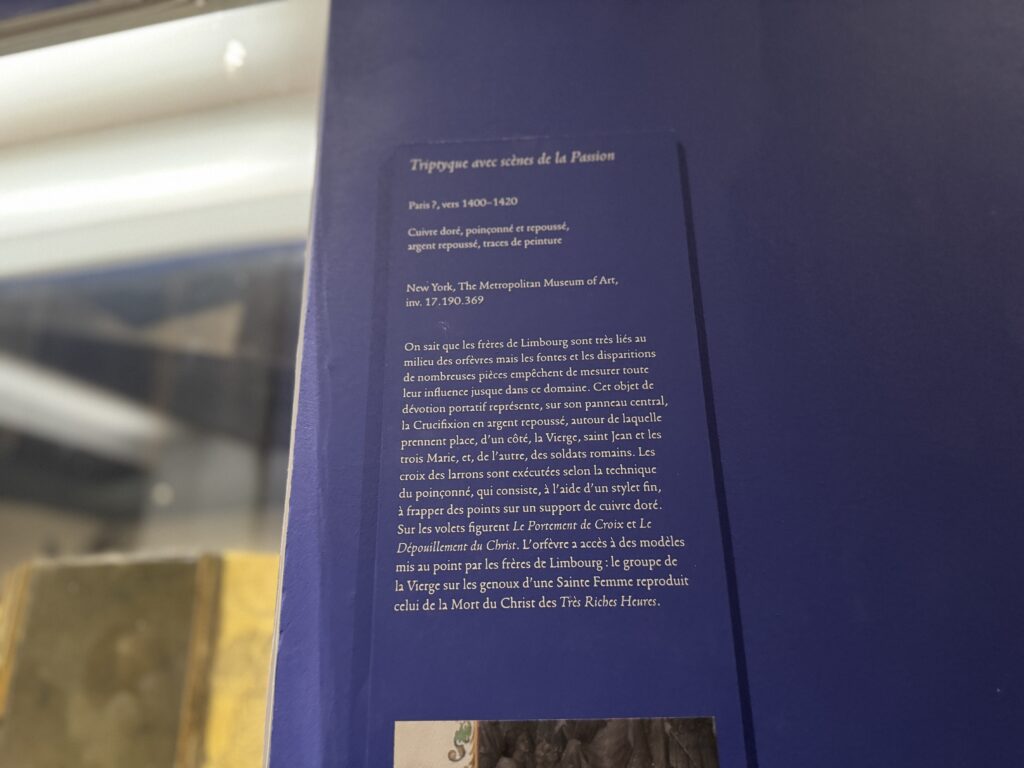 Triptyque avec scènes de la Passion
Paris ?, vers 1400–1420
Cuivre doré, poinçonné et repoussé,
argent repoussé, traces de peinture
New York, The Metropolitan Museum of Art,
inv. 17.190.369
On sait que les frères de Limbourg sont très liés au
milieu des orfèvres mais les fontes et les disparitions
de nombreuses pièces empêchent de mesurer toute
leur influence jusque dans ce domaine. Cet objet de
dévotion portatif représente, sur son panneau central,
la Crucifixion en argent repoussé, autour de laquelle
prennent place, d’un côté, la Vierge, saint Jean et les
trois Marie, et, de l’autre, des soldats romains. Les
croix des larrons sont exécutées selon la technique
du poinçonné, qui consiste, à l’aide d’un stylet fin,
à frapper des points sur un support de cuivre doré.
Sur les volets figurent Le Portement de Croix et Le
Dépouillement du Christ. L’orfèvre a accès à des modèles
mis au point par les frères de Limbourg : le groupe de
la Vierge sur les genoux d’une Sainte Femme reproduit
celui de la Mort du Christ des Très Riches Heures.